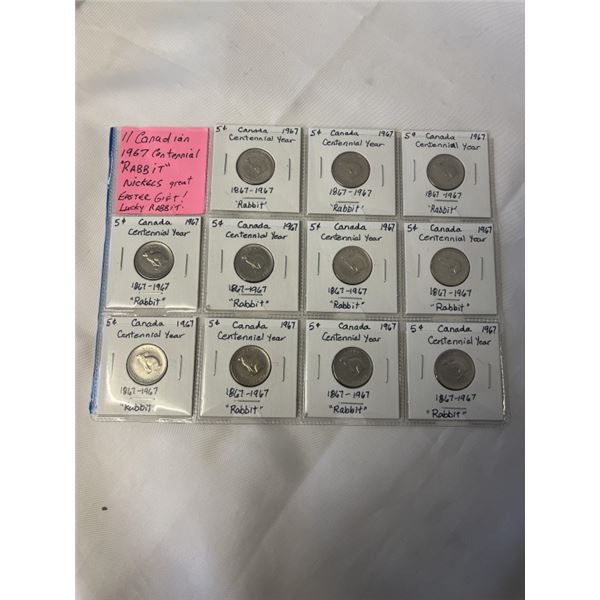 11 Canadian
1967 Centennial
"RABBIT"
Nickels great
EASTER GIFT!
Lucky RABBIT!
5¢ Canada 1967
Centennial Year
1867-1967
"Rabbit"
5¢ Canada 1967
Centennial Year
1867-1967
"Rabbit"
5¢ Canada 1967
Centennial Year
1867-1967
"Rabbit"
5¢ Canada 1967
Centennial Year
1867-1967
"Rabbit"
5¢ Canada 1967
Centennial Year
1867-1967
"Rabbit"
5¢ Canada 1967
Centennial Year
1867-1967
"Rabbit"
5¢ Canada 1967
Centennial Year
1867-1967
"Rabbit"
5¢ Canada 1967
Centennial Year
1867-1967
"Rabbit"
5¢ Canada 1967
Centennial Year
1867-1967
"Rabbit"
5¢ Canada 1967
Centennial Year
1867-1967
"Rabbit"
5¢ Canada 1967
Centennial Year
1867-1967
"Rabbit"